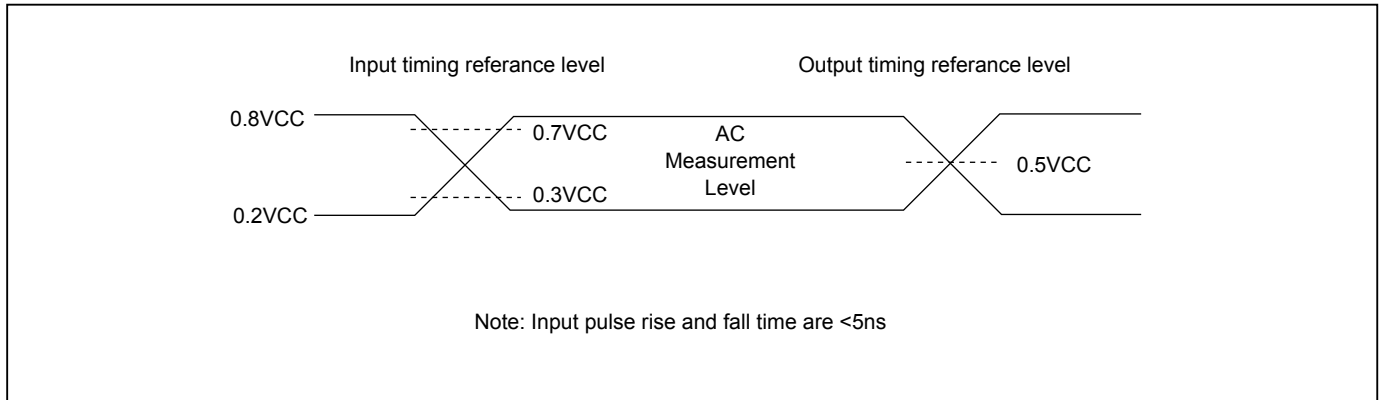 Input timing referance level
Output timing referance level
0.8VCC
0.7VCC
AC
Measurement
Level
0.5VCC
0.3VCC
0.2VCC
Note: Input pulse rise and fall time are <5ns